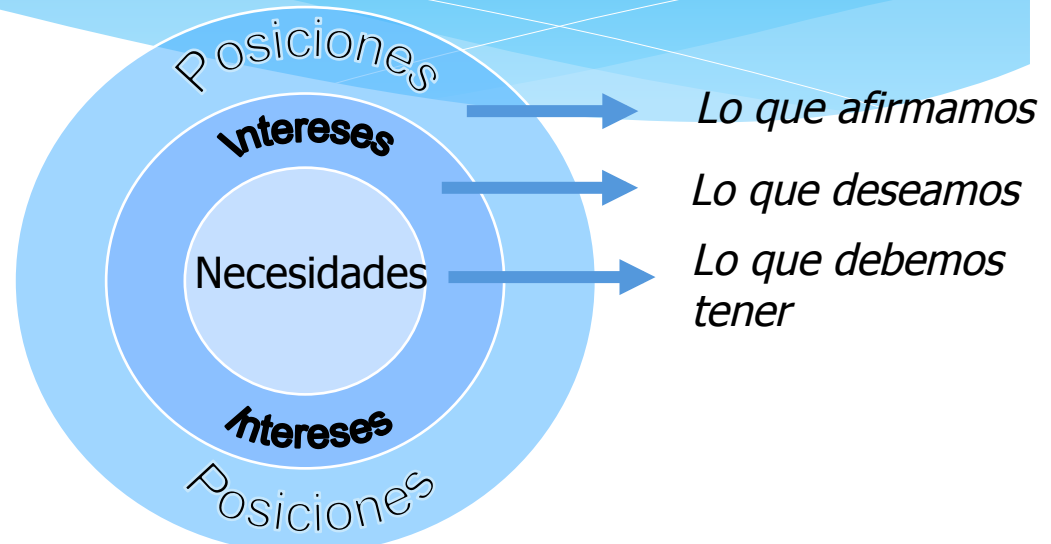 Posiciones
Intereses
Necesidades
Intereses
Posiciones
Lo que afirmamos
Lo que deseamos
Lo que debemos
tener